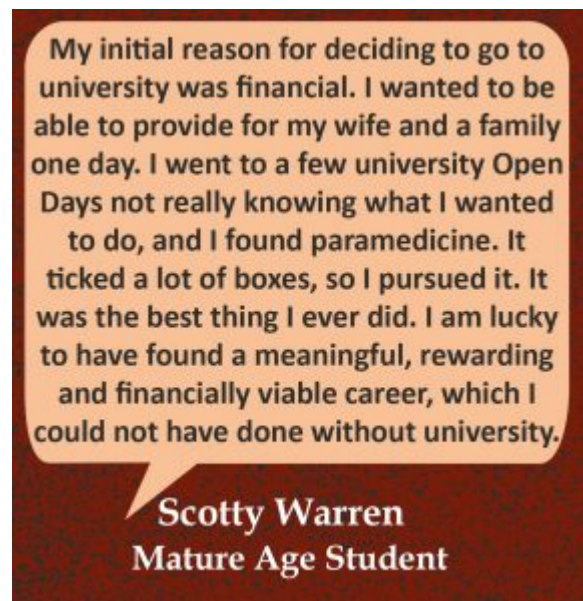 My initial reason for deciding to go to
university was financial. I wanted to be
able to provide for my wife and a family
one day. I went to a few university Open
Days not really knowing what I wanted
to do, and I found paramedicine. It
ticked a lot of boxes, so I pursued it. It
was the best thing I ever did. I am lucky
to have found a meaningful, rewarding
and financially viable career, which I
could not have done without university.
Scotty Warren
Mature Age Student